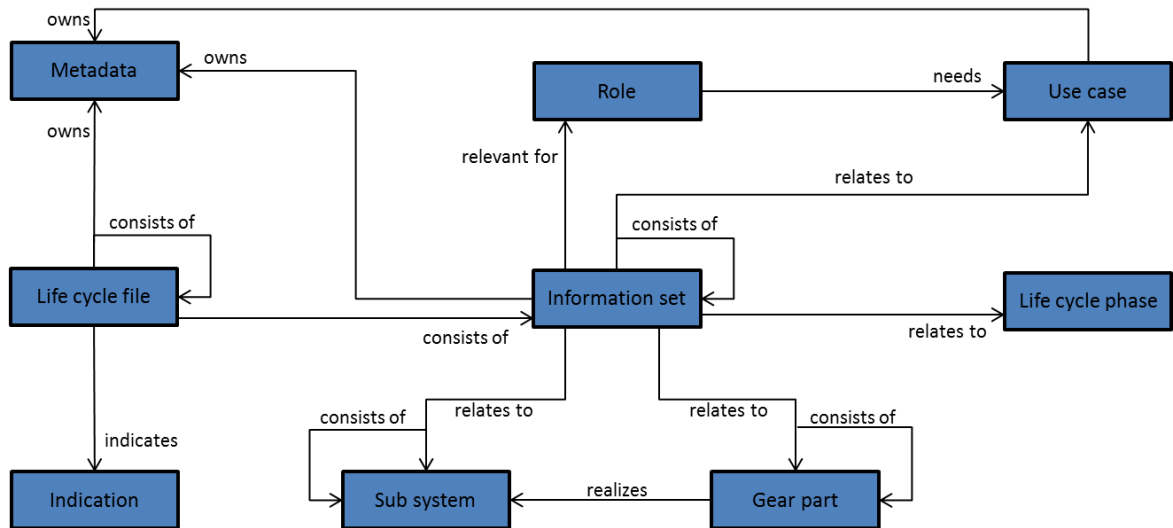 owns
Metadata
owns
Role
needs
Use case
owns
relevant for
relates to
consists of
consists of
Life cycle file
Information set
Life cycle phase
consists of
relates to
consists of
relates to
relates to
consists of
indicates
Indication
Sub system
realizes
Gear part